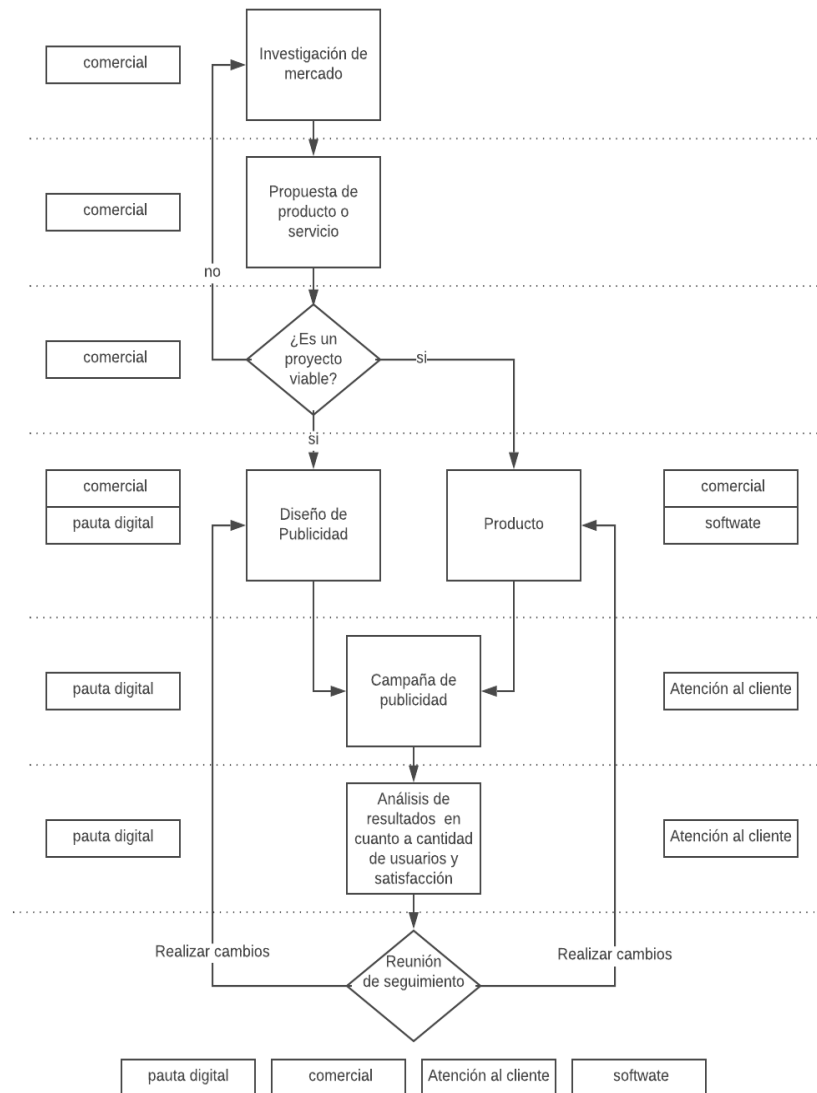 comercial
Investigación de
mercado
comercial
Propuesta de
producto o
servicio
no
comercial
¿Es un
proyecto
viable?
si
si
comercial
pauta digital
Diseño de
Publicidad
Producto
comercial
softwate
pauta digital
Campaña de
publicidad
Atención al cliente
pauta digital
Análisis de
resultados en
cuanto a cantidad
de usuarios y
satisfacción
Atención al cliente
Realizar cambios
Reunión
de seguimiento
Realizar cambios
pauta digital
comercial
Atención al cliente
softwate